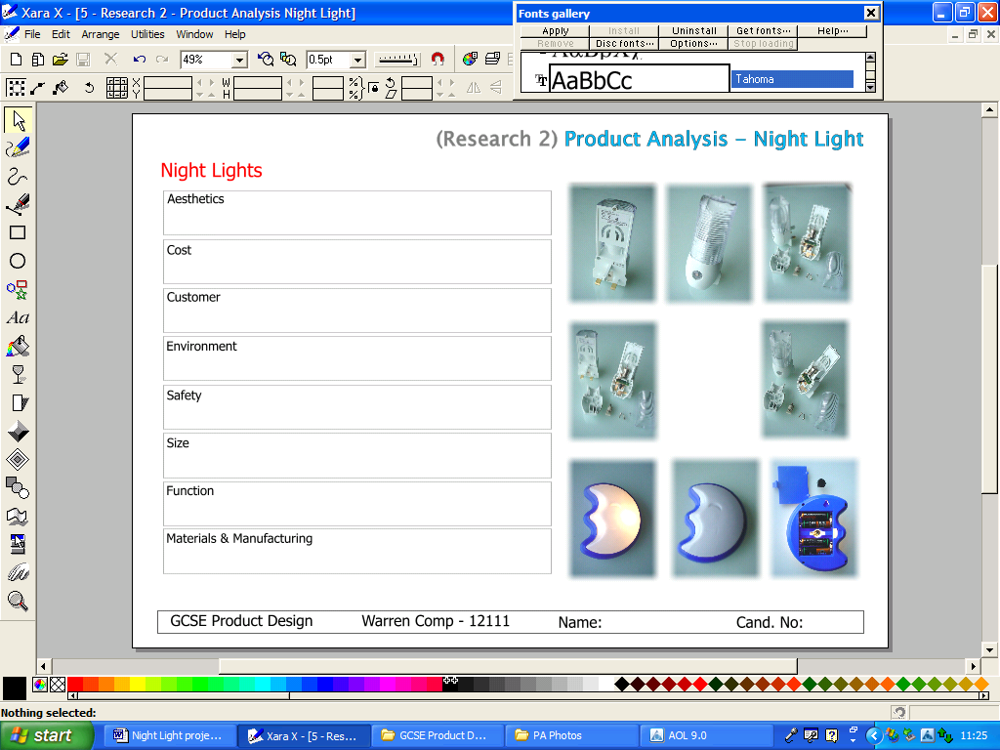 Xara X - [5 - Research 2 - Product Analysis Night Light]
Fonts gallery
File Edit Arrange Utilities Window Help
Apply Install Uninstall Get fonts... Help...
Remove Disc fonts... Options... Stop loading
49% 0.5pt
AaBbCc Tahoma
X
Y
W
H
%
%
(Research 2) Product Analysis – Night Light
Night Lights
Aesthetics
Cost
Customer
Environment
Safety
Size
Function
Materials & Manufacturing
GCSE Product Design Warren Comp - 12111 Name: Cand. No:
Aa
Nothing selected:
start Night Light proje... Xara X - [5 - Res... GCSE Product D... PA Photos AOL 9.0 11:25